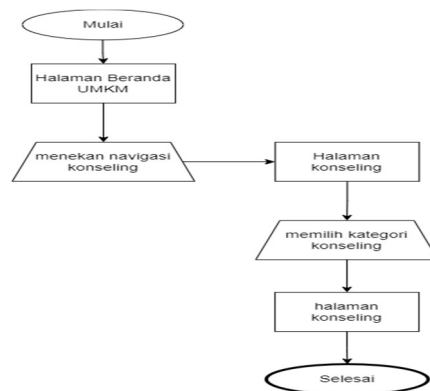 Mulai
Halaman Beranda
UMKM
menekan navigasi
konseling
Halaman
konseling
memilih kategori
konseling
halaman
konseling
Selesai